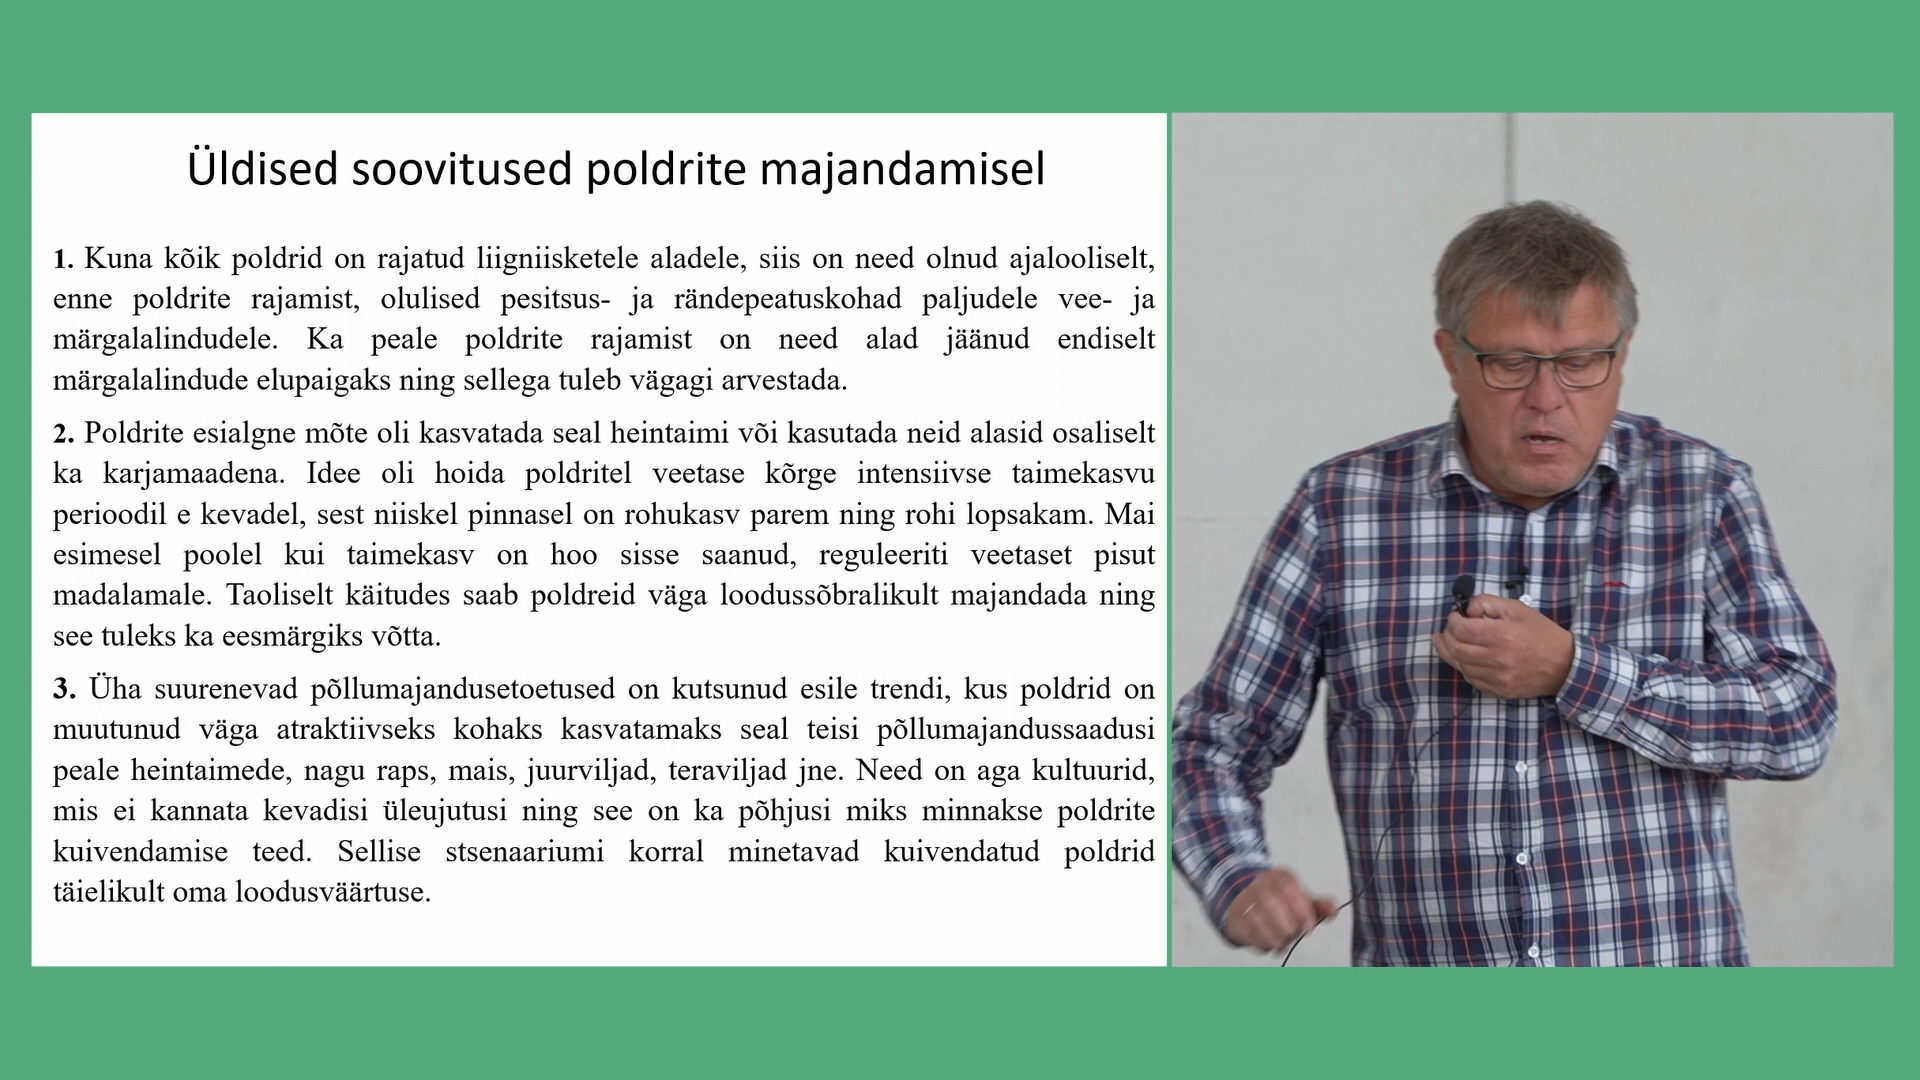 Üldised soovitused poldrite majandamisel
1. Kuna kõik poldrid on rajatud liigniisketele aladele, siis on need olnud ajalooliselt,
enne poldrite rajamist, olulised pesitsus- ja rändepeatuskohad paljudele vee- ja
märgalalindudele. Ka peale poldrite rajamist on need alad jäänud endiselt
märgalalindude elupaigaks ning sellega tuleb vägagi arvestada.
2. Poldrite esialgne mõte oli kasvatada seal heintaimi või kasutada neid alasid osaliselt
ka karjamaadena. Idee oli hoida poldritel veetase kõrge intensiivse taimekasvu
perioodil e kevadel, sest niiskel pinnasel on rohukasv parem ning rohi lopsakam. Mai
esimesel poolel kui taimekasv on hoo sisse saanud, reguleeriti veetaset pisut
madalamale. Taoliselt käitudes saab poldreid väga loodussõbralikult majandada ning
see tuleks ka eesmärgiks võtta.
3. Üha suurenevad põllumajandusetoetused on kutsunud esile trendi, kus poldrid on
muutunud väga atraktiivseks kohaks kasvatamaks seal teisi põllumajandussaadusi
peale heintaimede, nagu raps, mais, juurviljad, teraviljad jne. Need on aga kultuurid,
mis ei kannata kevadisi üleujutusi ning see on ka põhjusi miks minnakse poldrite
kuivendamise teed. Sellise stsenaariumi korral minetavad kuivendatud poldrid
täielikult oma loodusväärtuse.